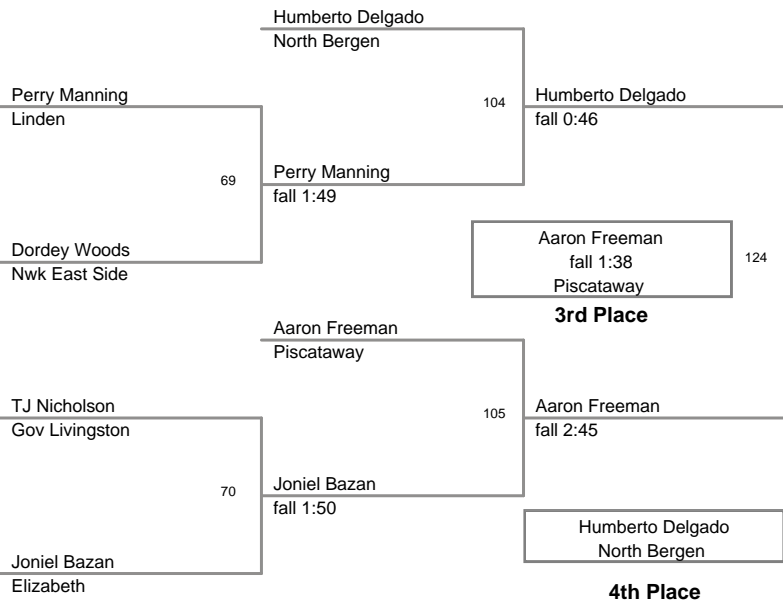 Humberto Delgado
North Bergen
Perry Manning
Linden
104
Humberto Delgado
fall 0:46
69
Perry Manning
fall 1:49
Dordey Woods
Nwk East Side
Aaron Freeman
fall 1:38
Piscataway
124
3rd Place
Aaron Freeman
Piscataway
TJ Nicholson
Gov Livingston
105
Aaron Freeman
fall 2:45
70
Joniel Bazan
fall 1:50
Humberto Delgado
North Bergen
Joniel Bazan
Elizabeth
4th Place